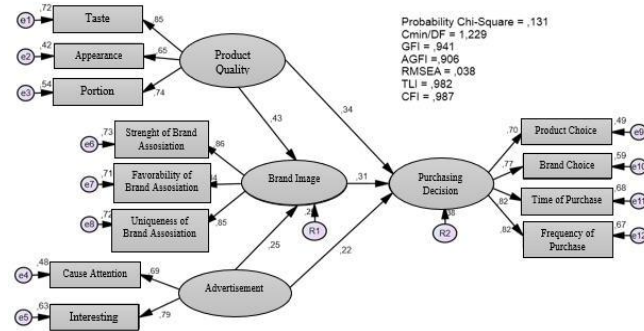 Probability Chi-Square = ,131
Cmin/DF = 1,229
GFI = ,941
AGFI = ,906
RMSEA = ,038
TLI = ,982
CFI = ,987
e1
,72
Taste
,85
e2
,42
Appearance
,65
e3
,54
Portion
,74
Product
Quality
,43
,34
e6
,73
Strenght of Brand
Assosiation
,86
e7
,71
Favorability of
Brand Assosiation
e8
,72
Uniqueness of
Brand Assosiation
,85
Brand Image
,31
R1
e4
,48
Cause Attention
,69
e5
,63
Interesting
,79
Advertisement
,25
,22
Purchasing
Decision
R2
,70
Product Choice
,49
e9
,77
Brand Choice
,59
e10
,82
Time of Purchase
,68
e11
,82
Frequency of
Purchase
,67
e12